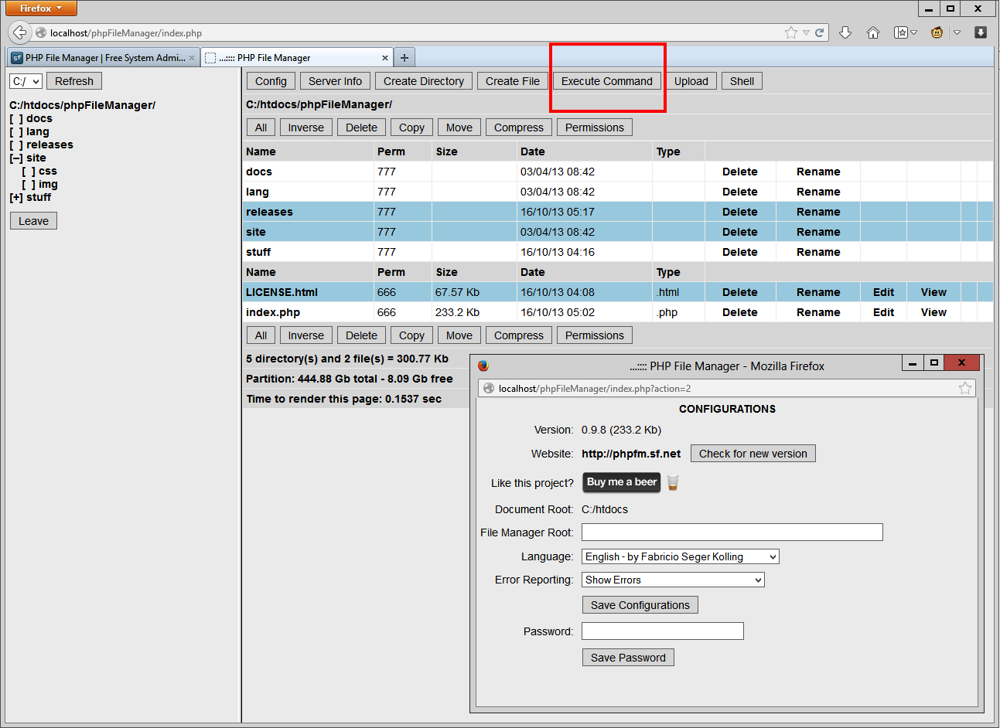 Firefox
localhost/phpFileManager/index.php
sf PHP File Manager | Free System Admi... ×
...:::: PHP File Manager × +
C:/ Refresh
C:/htdocs/phpFileManager/
[ ] docs
[ ] lang
[ ] releases
[–] site
[ ] css
[ ] img
[+] stuff
Leave
Config Server Info Create Directory Create File Execute Command Upload Shell
C:/htdocs/phpFileManager/
All Inverse Delete Copy Move Compress Permissions
Name Perm Size Date Type
docs 777 03/04/13 08:42 Delete Rename
lang 777 03/04/13 08:42 Delete Rename
releases 777 16/10/13 05:17 Delete Rename
site 777 03/04/13 08:42 Delete Rename
stuff 777 16/10/13 04:16 Delete Rename
Name Perm Size Date Type
LICENSE.html 666 67.57 Kb 16/10/13 04:08 .html Delete Rename Edit View
index.php 666 233.2 Kb 16/10/13 05:02 .php Delete Rename Edit View
All Inverse Delete Copy Move Compress Permissions
5 directory(s) and 2 file(s) = 300.77 Kb
Partition: 444.88 Gb total - 8.09 Gb free
Time to render this page: 0.1537 sec
...:::: PHP File Manager - Mozilla Firefox
localhost/phpFileManager/index.php?action=2
CONFIGURATIONS
Version: 0.9.8 (233.2 Kb)
Website: http://phpfm.sf.net Check for new version
Like this project? Buy me a beer
Document Root: C:/htdocs
File Manager Root:
Language: English - by Fabricio Seger Kolling
Error Reporting: Show Errors
Save Configurations
Password:
Save Password